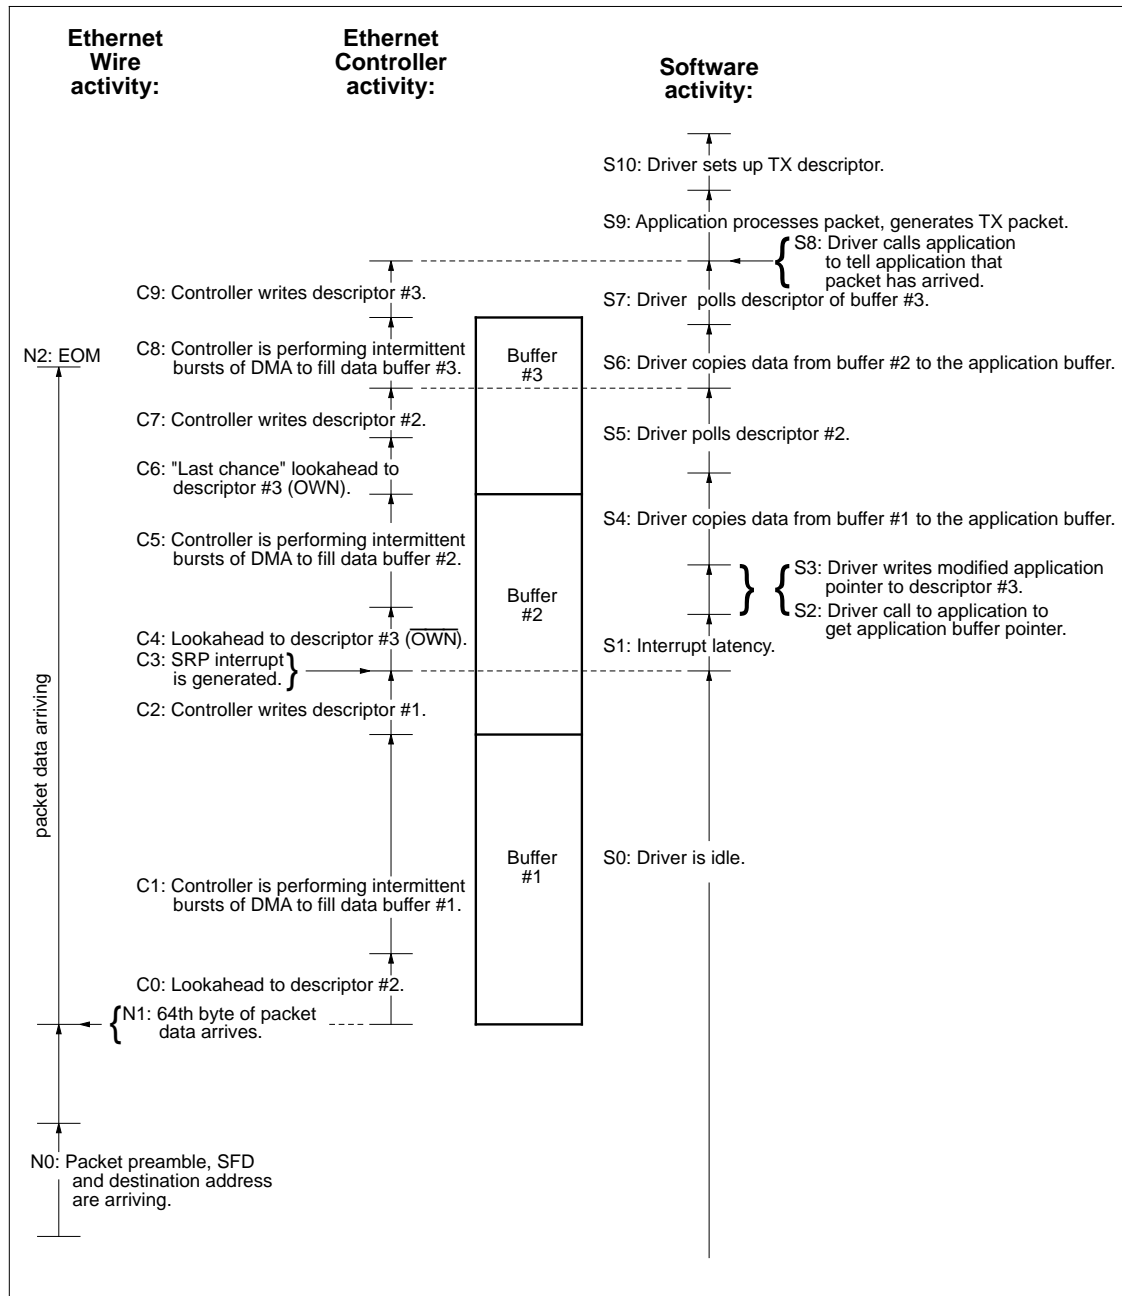 Ethernet
Wire
activity:
Ethernet
Controller
activity:
Software
activity:
S10: Driver sets up TX descriptor.
S9: Application processes packet, generates TX packet.
S8: Driver calls application
to tell application that
packet has arrived.
C9: Controller writes descriptor #3.
S7: Driver polls descriptor of buffer #3.
N2: EOM
C8: Controller is performing intermittent
bursts of DMA to fill data buffer #3.
Buffer
#3
S6: Driver copies data from buffer #2 to the application buffer.
C7: Controller writes descriptor #2.
S5: Driver polls descriptor #2.
C6: "Last chance" lookahead to
descriptor #3 (OWN).
S4: Driver copies data from buffer #1 to the application buffer.
C5: Controller is performing intermittent
bursts of DMA to fill data buffer #2.
S3: Driver writes modified application
pointer to descriptor #3.
Buffer
#2
S2: Driver call to application to
get application buffer pointer.
C4: Lookahead to descriptor #3 (O̅W̅N̅).
S1: Interrupt latency.
C3: SRP interrupt
is generated.
C2: Controller writes descriptor #1.
packet data arriving
Buffer
#1
S0: Driver is idle.
C1: Controller is performing intermittent
bursts of DMA to fill data buffer #1.
C0: Lookahead to descriptor #2.
N1: 64th byte of packet
data arrives.
N0: Packet preamble, SFD
and destination address
are arriving.